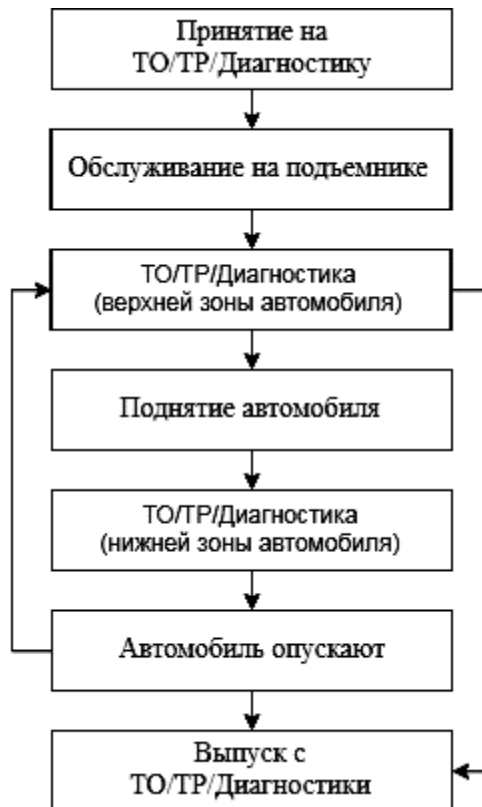 Принятие на
ТО/ТР/Диагностику
Обслуживание на подъемнике
ТО/ТР/Диагностика
(верхней зоны автомобиля)
Поднятие автомобиля
ТО/ТР/Диагностика
(нижней зоны автомобиля)
Автомобиль опускают
Выпуск с
ТО/ТР/Диагностики